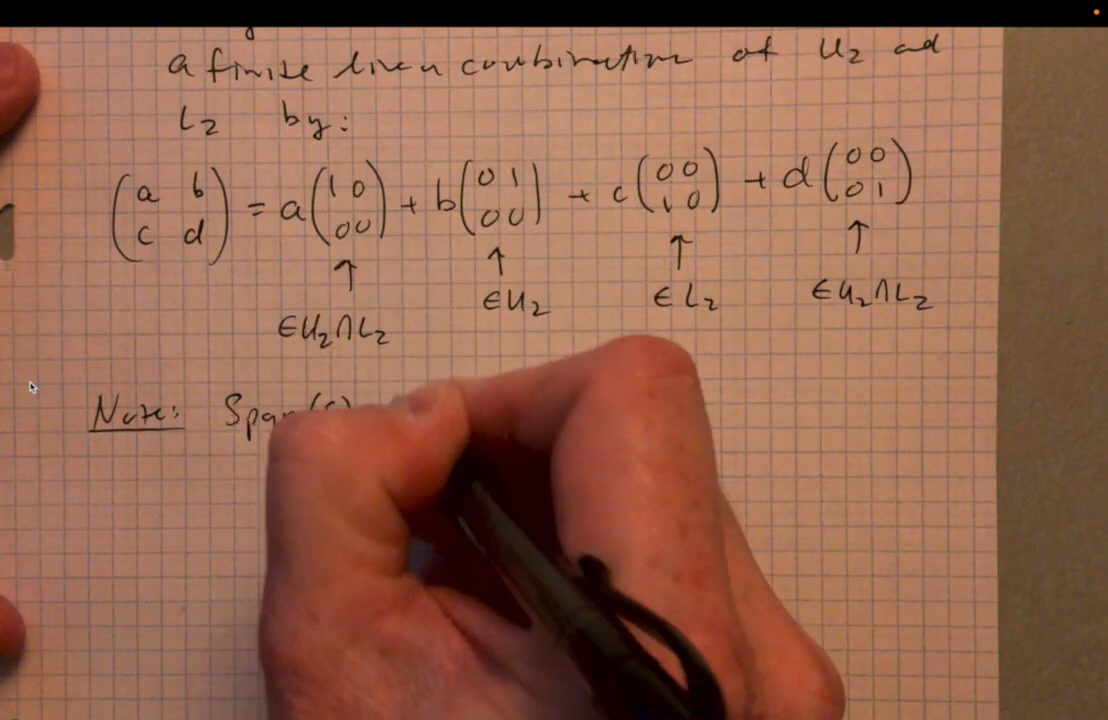 a finite linear combination of U₂ and
L₂ by:
(a b; c d) = a(1 0; 0 0) + b(0 1; 0 0) + c(0 0; 1 0) + d(0 0; 0 1)
↑ ↑ ↑ ↑
∈U₂∩L₂ ∈U₂ ∈L₂ ∈U₂∩L₂
Note: Span(S)